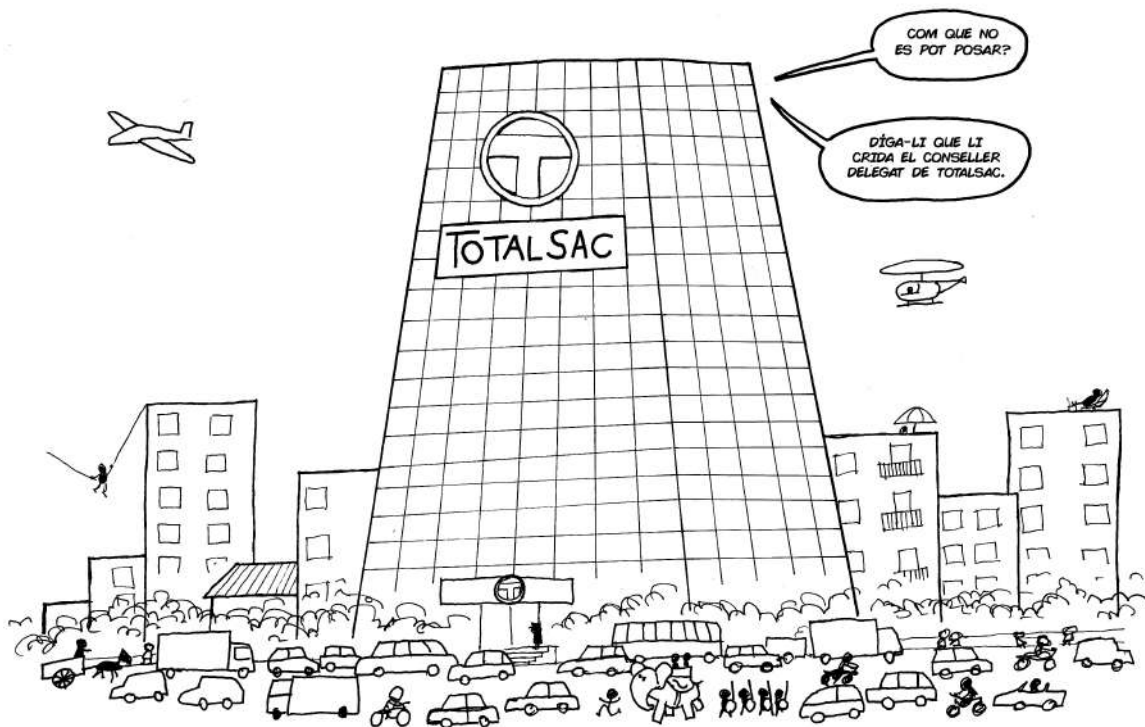 COM QUE NO
ES POT POSAR?
DÍGA-LI QUE LI
CRIDA EL CONSELLER
DELEGAT DE TOTALSAC.
T
TOTALSAC
T